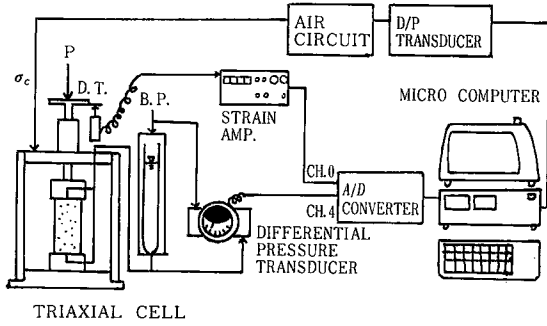 AIR
CIRCUIT
D/P
TRANSDUCER
P
σc
D.T.
B.P.
STRAIN
AMP.
MICRO COMPUTER
CH.0
A/D
CONVERTER
CH.4
DIFFERENTIAL
PRESSURE
TRANSDUCER
TRIAXIAL CELL